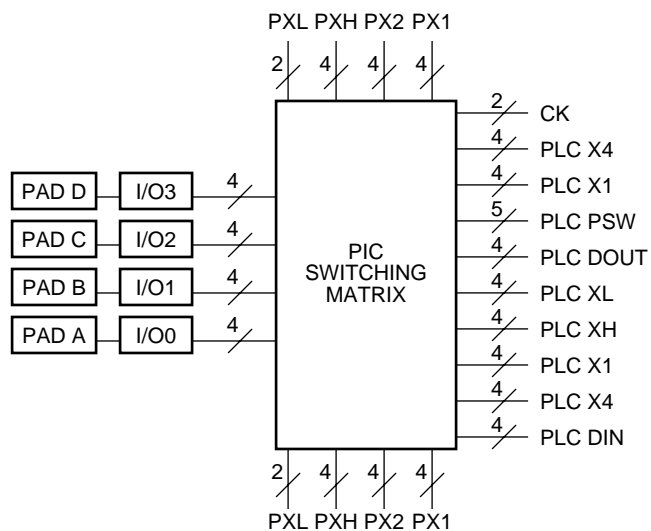 PXL PXH PX2 PX1
2 4 4 4
2 CK
4 PLC X4
4 PLC X1
PAD D I/O3 4
5 PLC PSW
PAD C I/O2 4
4 PLC DOUT
PIC
SWITCHING
MATRIX
PAD B I/O1 4
4 PLC XL
PAD A I/O0 4
4 PLC XH
4 PLC X1
4 PLC X4
4 PLC DIN
2 4 4 4
PXL PXH PX2 PX1